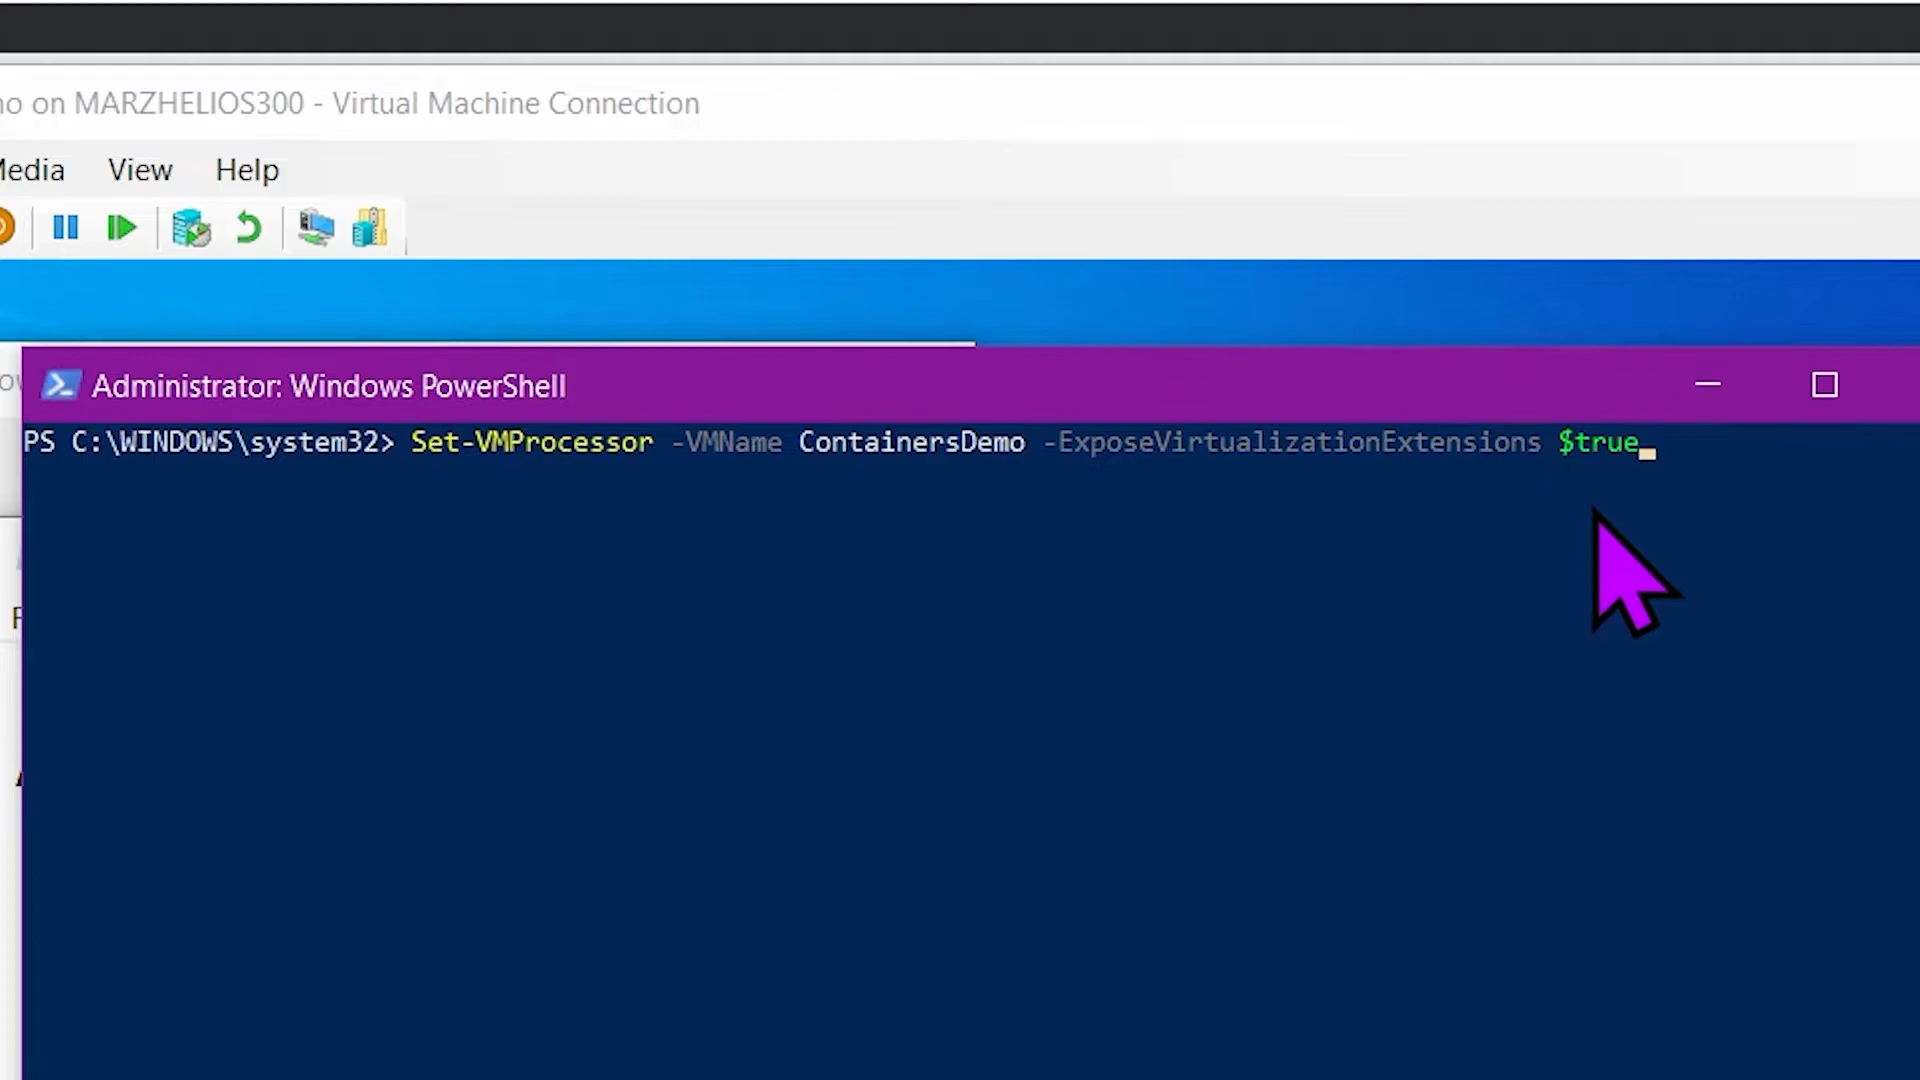 on MARZHELIOS300 - Virtual Machine Connection
Media View Help
Administrator: Windows PowerShell
PS C:\WINDOWS\system32> Set-VMProcessor -VMName ContainersDemo -ExposeVirtualizationExtensions $true